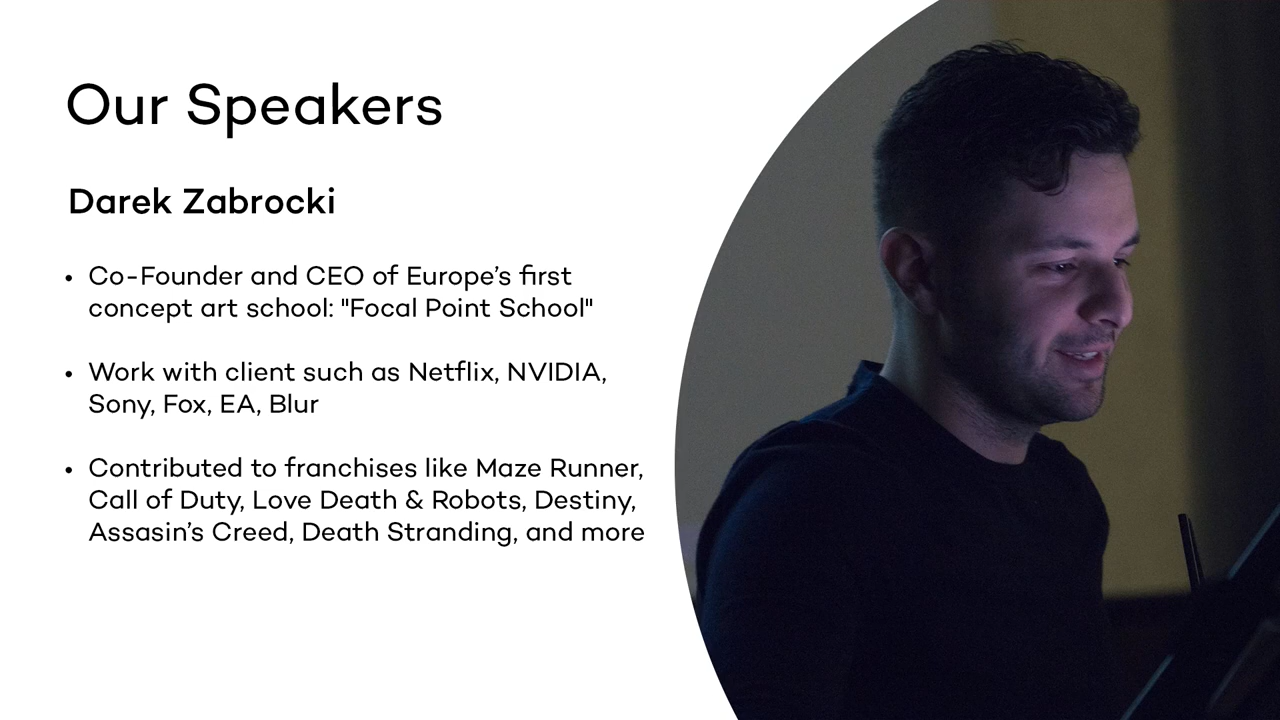 Our Speakers
Darek Zabrocki
• Co-Founder and CEO of Europe’s first
concept art school: "Focal Point School"
• Work with client such as Netflix, NVIDIA,
Sony, Fox, EA, Blur
• Contributed to franchises like Maze Runner,
Call of Duty, Love Death & Robots, Destiny,
Assasin’s Creed, Death Stranding, and more